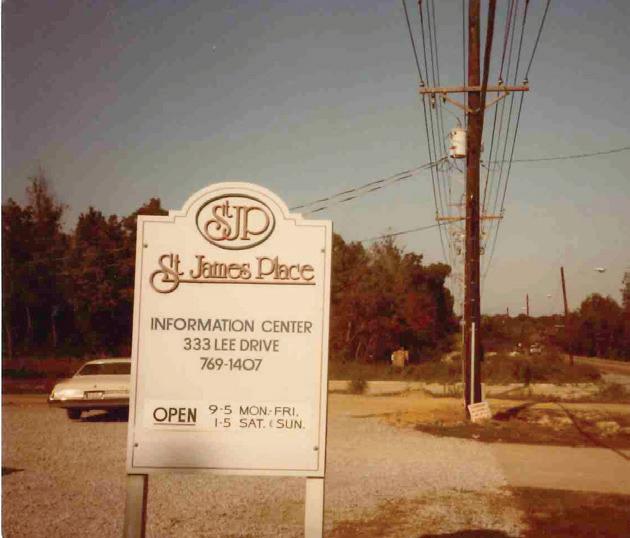 StJP
St. James Place
INFORMATION CENTER
333 LEE DRIVE
769-1407
OPEN 9-5 MON.-FRI.
1-5 SAT. & SUN.